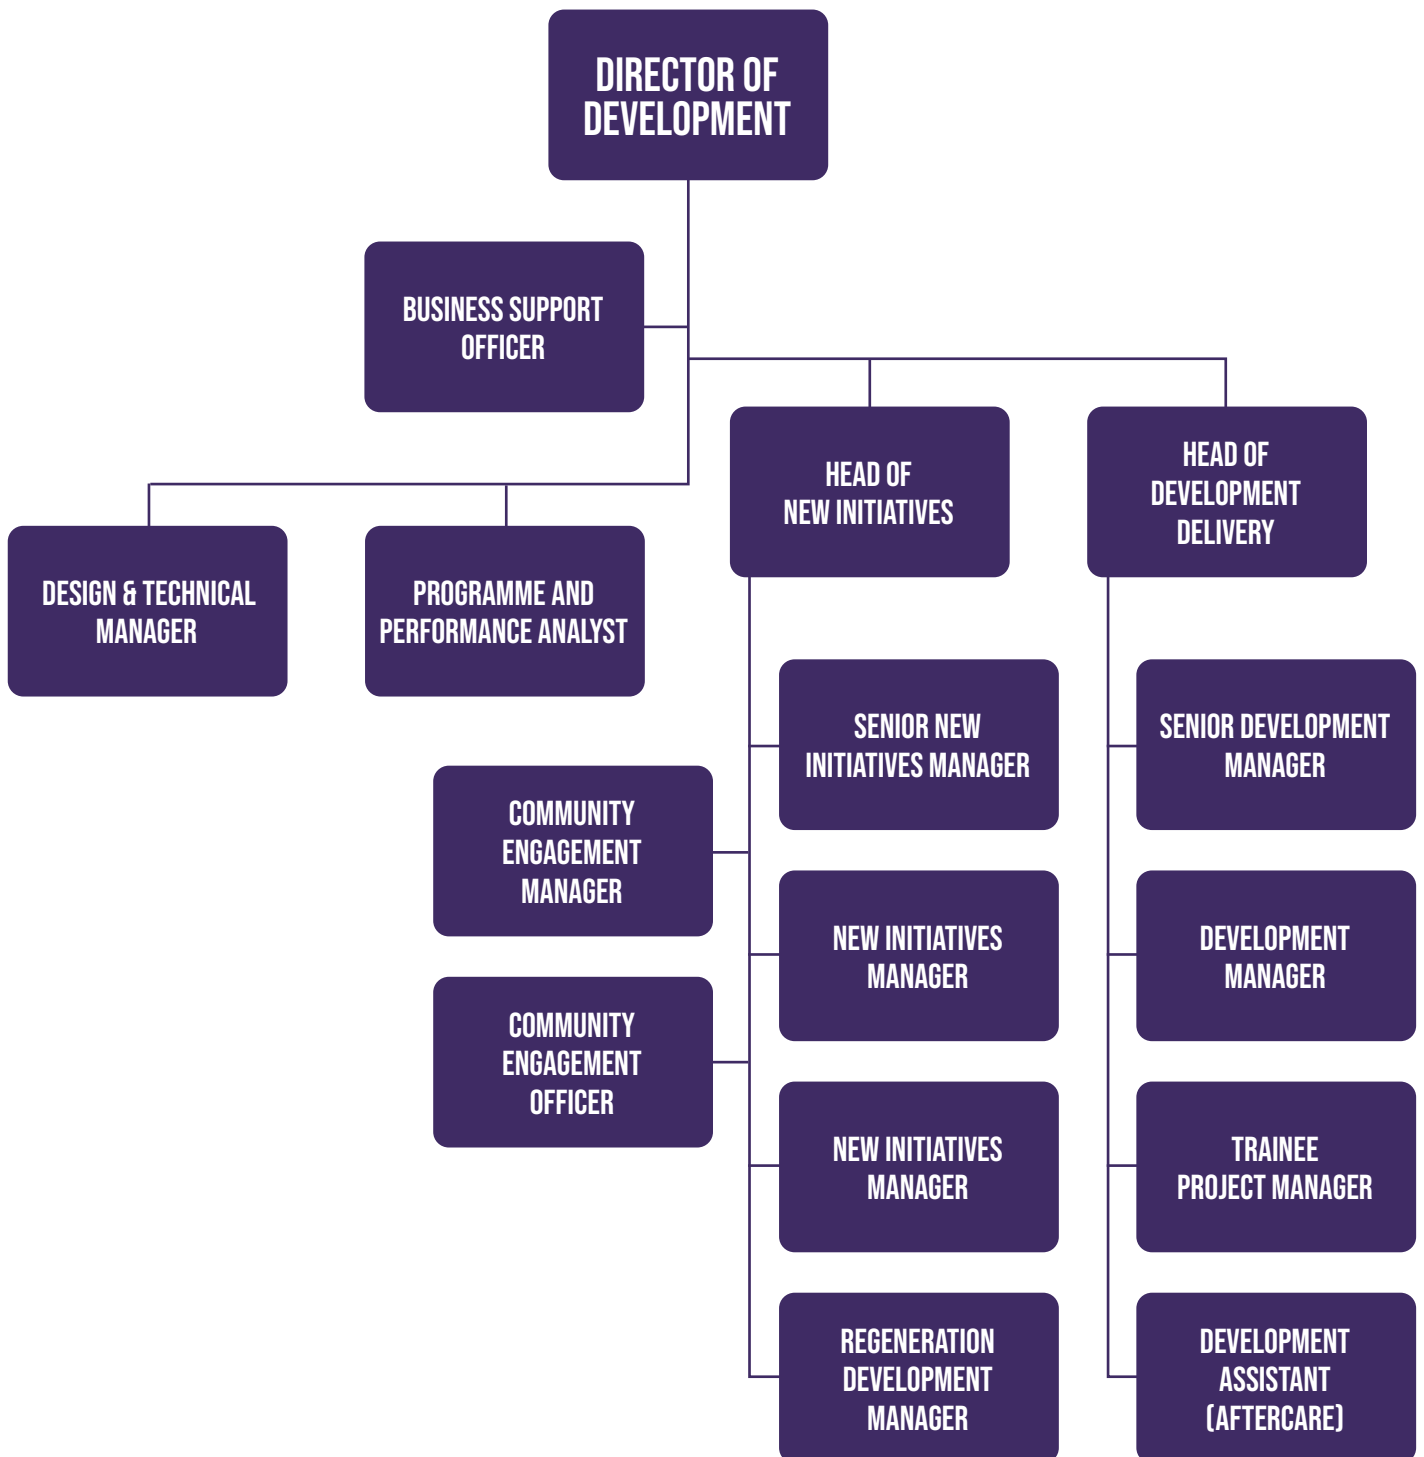 DIRECTOR OF
DEVELOPMENT
BUSINESS SUPPORT
OFFICER
HEAD OF
NEW INITIATIVES
HEAD OF
DEVELOPMENT
DELIVERY
DESIGN & TECHNICAL
MANAGER
PROGRAMME AND
PERFORMANCE ANALYST
SENIOR NEW
INITIATIVES MANAGER
SENIOR DEVELOPMENT
MANAGER
COMMUNITY
ENGAGEMENT
MANAGER
NEW INITIATIVES
MANAGER
DEVELOPMENT
MANAGER
COMMUNITY
ENGAGEMENT
OFFICER
NEW INITIATIVES
MANAGER
TRAINEE
PROJECT MANAGER
REGENERATION
DEVELOPMENT
MANAGER
DEVELOPMENT
ASSISTANT
(AFTERCARE)